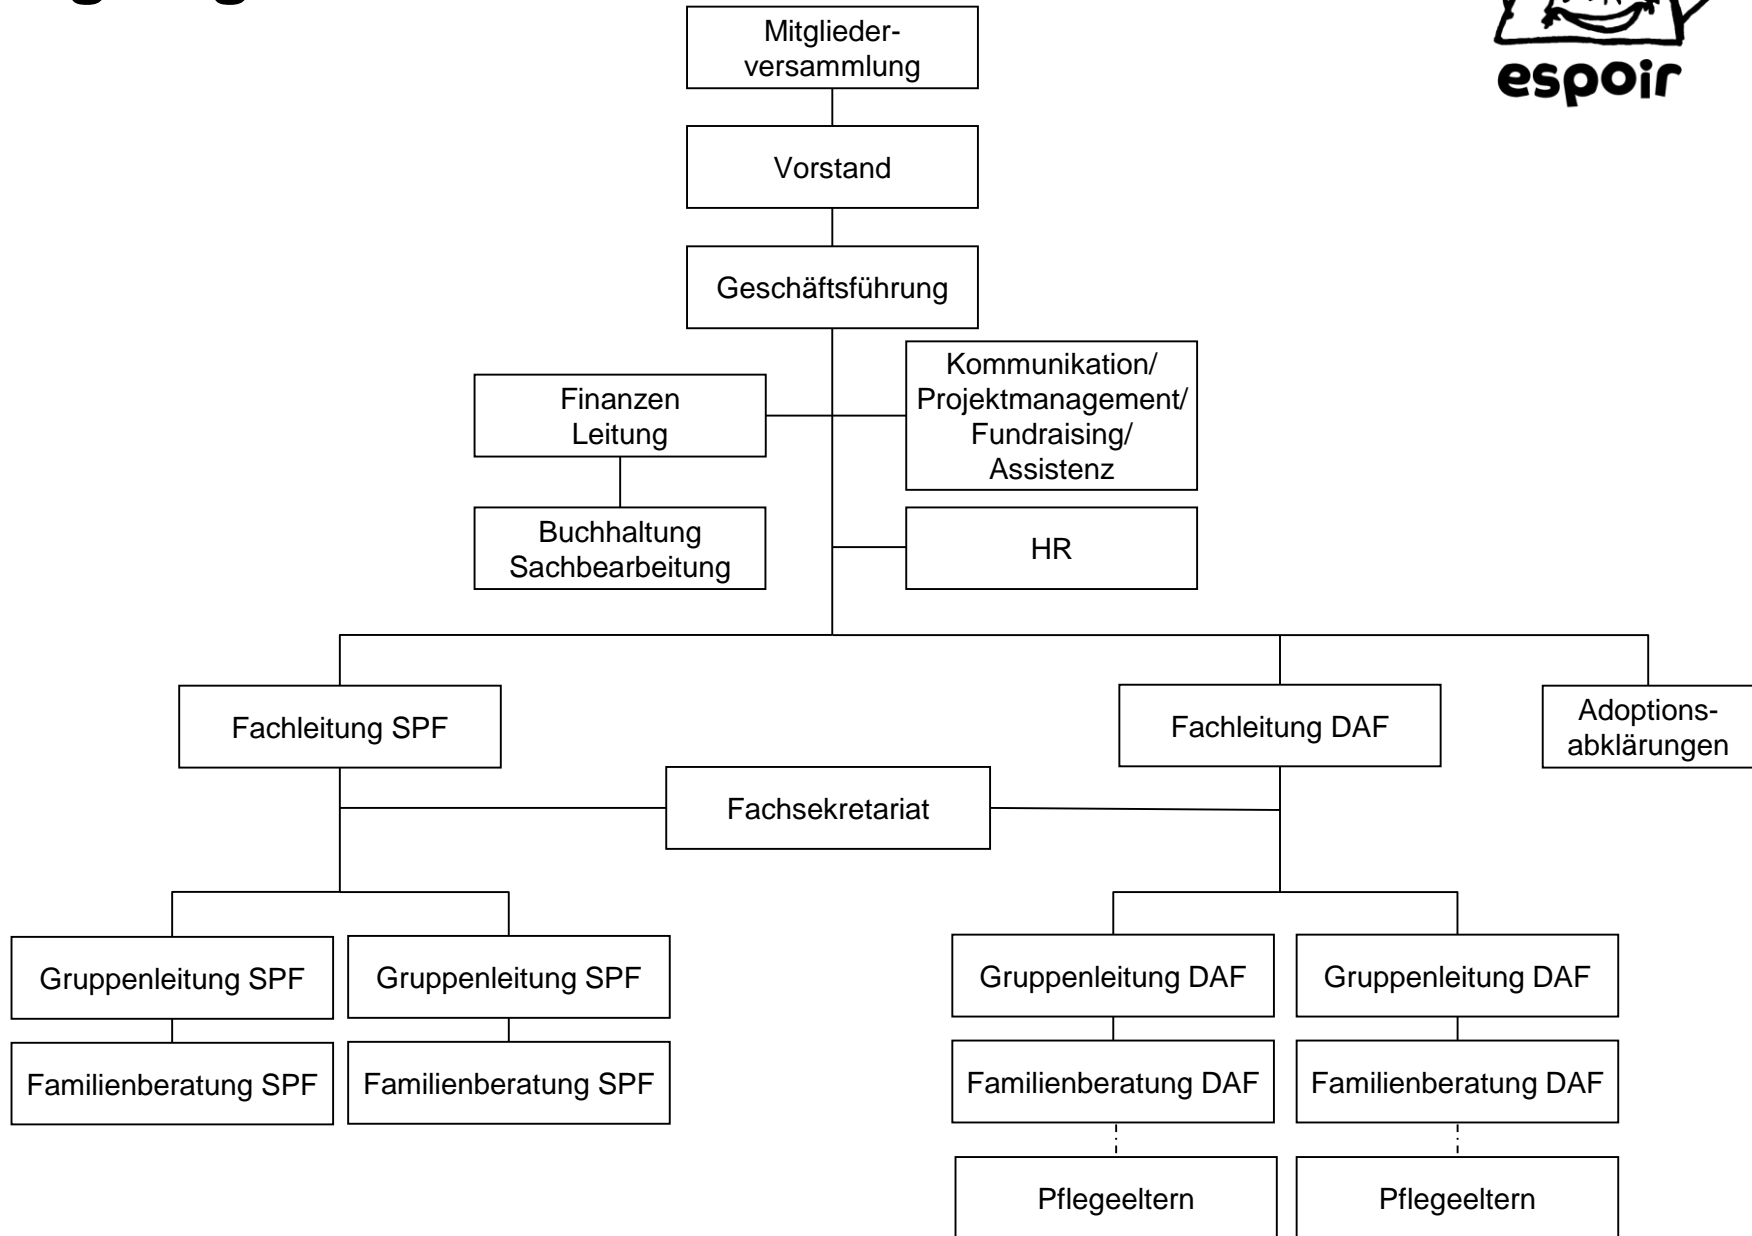 espoir
Mitglieder-
versammlung
Vorstand
Geschäftsführung
Finanzen
Leitung
Kommunikation/
Projektmanagement/
Fundraising/
Assistenz
Buchhaltung
Sachbearbeitung
HR
Fachleitung SPF
Fachleitung DAF
Adoptions-
abklärungen
Fachsekretariat
Gruppenleitung SPF
Gruppenleitung SPF
Gruppenleitung DAF
Gruppenleitung DAF
Familienberatung SPF
Familienberatung SPF
Familienberatung DAF
Familienberatung DAF
Pflegeeltern
Pflegeeltern